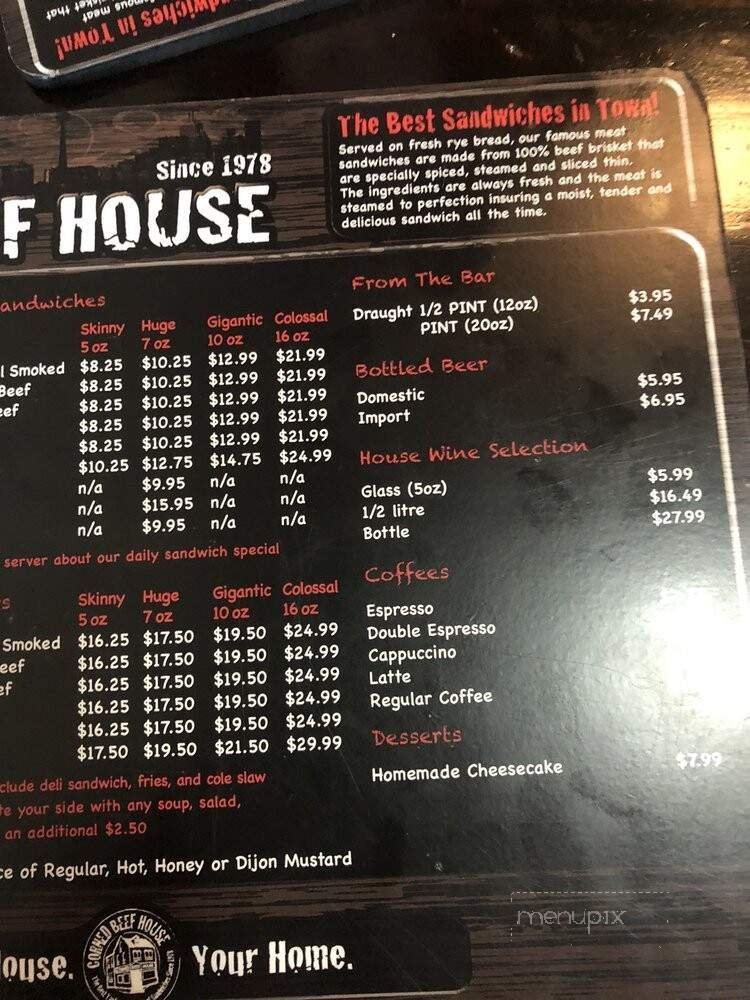 Sandwiches in Town!
The Best Sandwiches in Town!
Served on fresh rye bread, our famous meat
sandwiches are made from 100% beef brisket that
are specially spiced, steamed and sliced thin.
The ingredients are always fresh and the meat is
steamed to perfection insuring a moist, tender and
delicious sandwich all the time.
Since 1978
F HOUSE
andwiches
Skinny Huge Gigantic Colossal
5 oz 7 oz 10 oz 16 oz
l Smoked $8.25 $10.25 $12.99 $21.99
Beef $8.25 $10.25 $12.99 $21.99
eef $8.25 $10.25 $12.99 $21.99
$8.25 $10.25 $12.99 $21.99
$8.25 $10.25 $12.99 $21.99
$10.25 $12.75 $14.75 $24.99
n/a $9.95 n/a n/a
n/a $15.95 n/a n/a
n/a $9.95 n/a n/a
server about our daily sandwich special
s
Skinny Huge Gigantic Colossal
5 oz 7 oz 10 oz 16 oz
Smoked $16.25 $17.50 $19.50 $24.99
eef $16.25 $17.50 $19.50 $24.99
ef $16.25 $17.50 $19.50 $24.99
$16.25 $17.50 $19.50 $24.99
$16.25 $17.50 $19.50 $24.99
$17.50 $19.50 $21.50 $29.99
clude deli sandwich, fries, and cole slaw
te your side with any soup, salad,
an additional $2.50
ce of Regular, Hot, Honey or Dijon Mustard
From The Bar
Draught 1/2 PINT (12oz) $3.95
PINT (20oz) $7.49
Bottled Beer
Domestic $5.95
Import $6.95
House Wine Selection
Glass (5oz) $5.99
1/2 litre $16.49
Bottle $27.99
Coffees
Espresso
Double Espresso
Cappuccino
Latte
Regular Coffee
Desserts
Homemade Cheesecake $7.99
ouse. CORNED BEEF HOUSE Your Home.
menupix